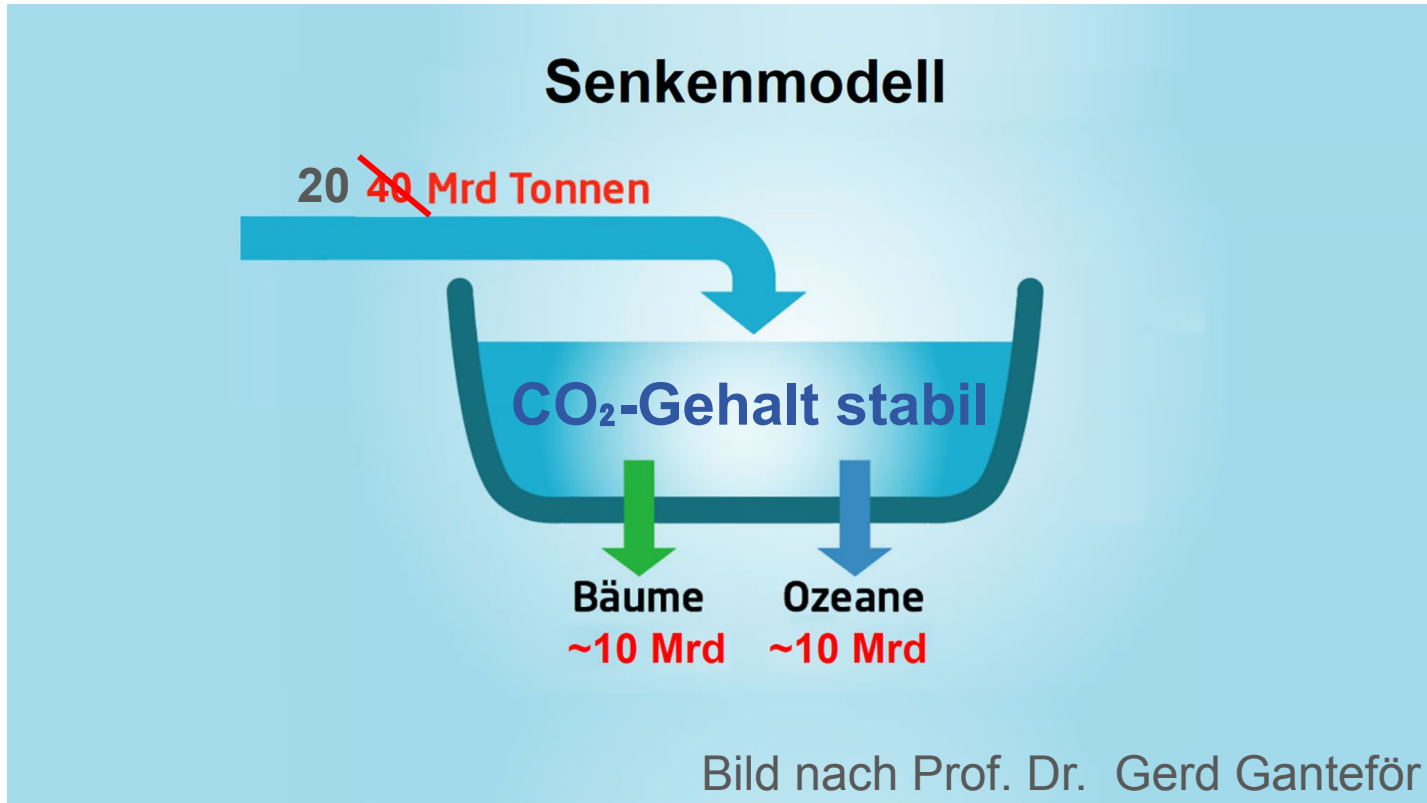 Senkenmodell
20 40 Mrd Tonnen
CO₂-Gehalt stabil
Bäume Ozeane
~10 Mrd ~10 Mrd
Bild nach Prof. Dr. Gerd Ganteför